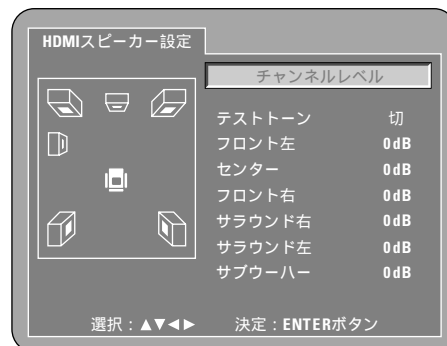 HDMIスピーカー設定
チャンネルレベル
テストトーン 切
フロント左 0dB
センター 0dB
フロント右 0dB
サラウンド右 0dB
サラウンド左 0dB
サブウーハー 0dB
選択：▲▼◀▶ 決定：ENTERボタン